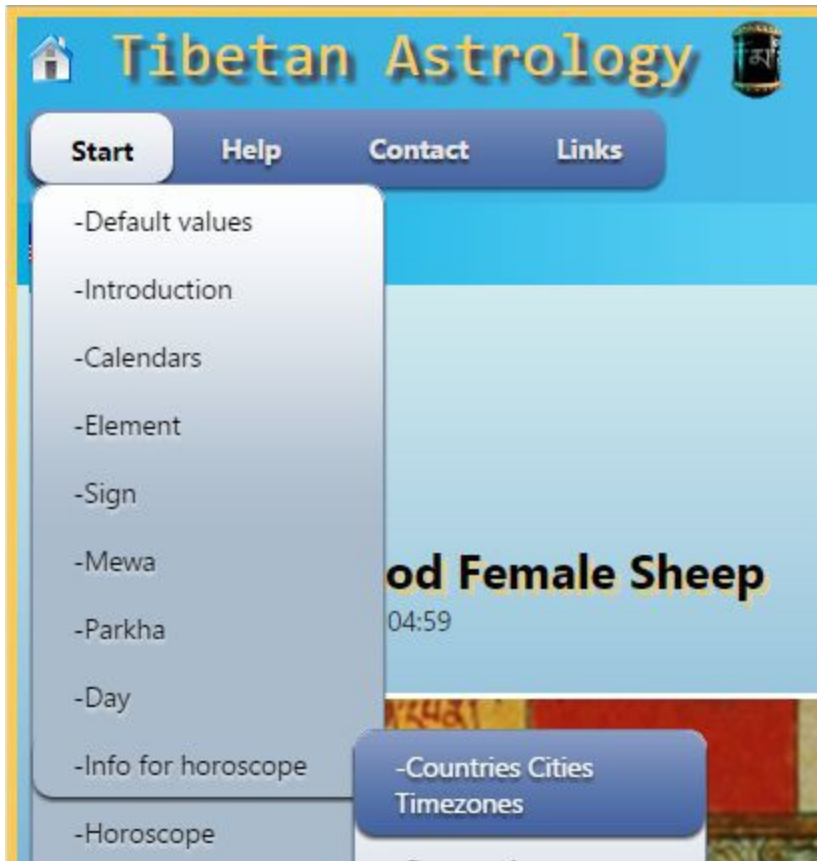 Tibetan Astrology
Start Help Contact Links
-Default values
-Introduction
-Calendars
-Element
-Sign
-Mewa
-Parkha
-Day
-Info for horoscope
-Horoscope
od Female Sheep
04:59
-Countries Cities
Timezones